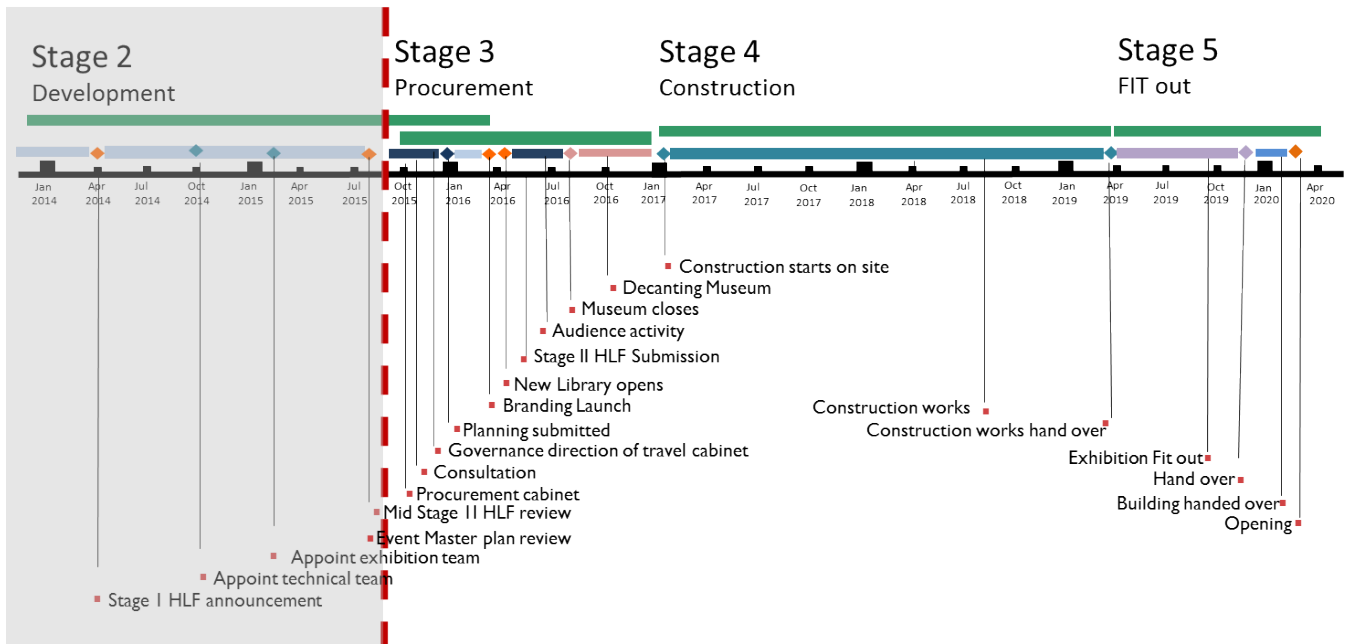 Stage 2
Development
Stage 3
Procurement
Stage 4
Construction
Stage 5
FIT out
Jan
2014
Apr
2014
Jul
2014
Oct
2014
Jan
2015
Apr
2015
Jul
2015
Oct
2015
Jan
2016
Apr
2016
Jul
2016
Oct
2016
Jan
2017
Apr
2017
Jul
2017
Oct
2017
Jan
2018
Apr
2018
Jul
2018
Oct
2018
Jan
2019
Apr
2019
Jul
2019
Oct
2019
Jan
2020
Apr
2020
Construction starts on site
Decanting Museum
Museum closes
Audience activity
Stage II HLF Submission
New Library opens
Branding Launch
Planning submitted
Governance direction of travel cabinet
Consultation
Procurement cabinet
Mid Stage II HLF review
Event Master plan review
Appoint exhibition team
Appoint technical team
Stage I HLF announcement
Construction works
Construction works hand over
Exhibition Fit out
Hand over
Building handed over
Opening